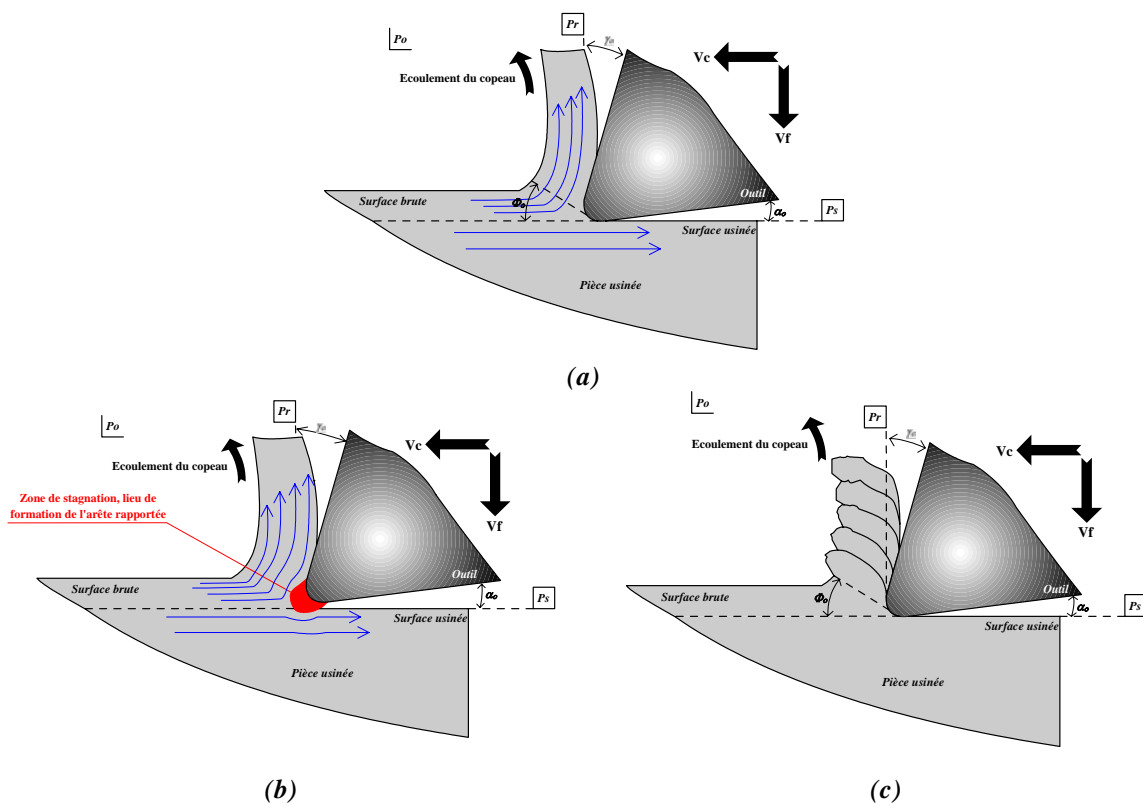 Po
Pr
γo
Vc
Ecoulement du copeau
Vf
Surface brute
Outil
Φo
αo
Ps
Surface usinée
Pièce usinée
(a)
Po
Pr
γo
Vc
Ecoulement du copeau
Zone de stagnation, lieu de
formation de l'arête rapportée
Vf
Surface brute
Outil
αo
Ps
Surface usinée
Pièce usinée
(b)
Po
Pr
γo
Vc
Ecoulement du copeau
Vf
Surface brute
Outil
Φo
αo
Ps
Surface usinée
Pièce usinée
(c)